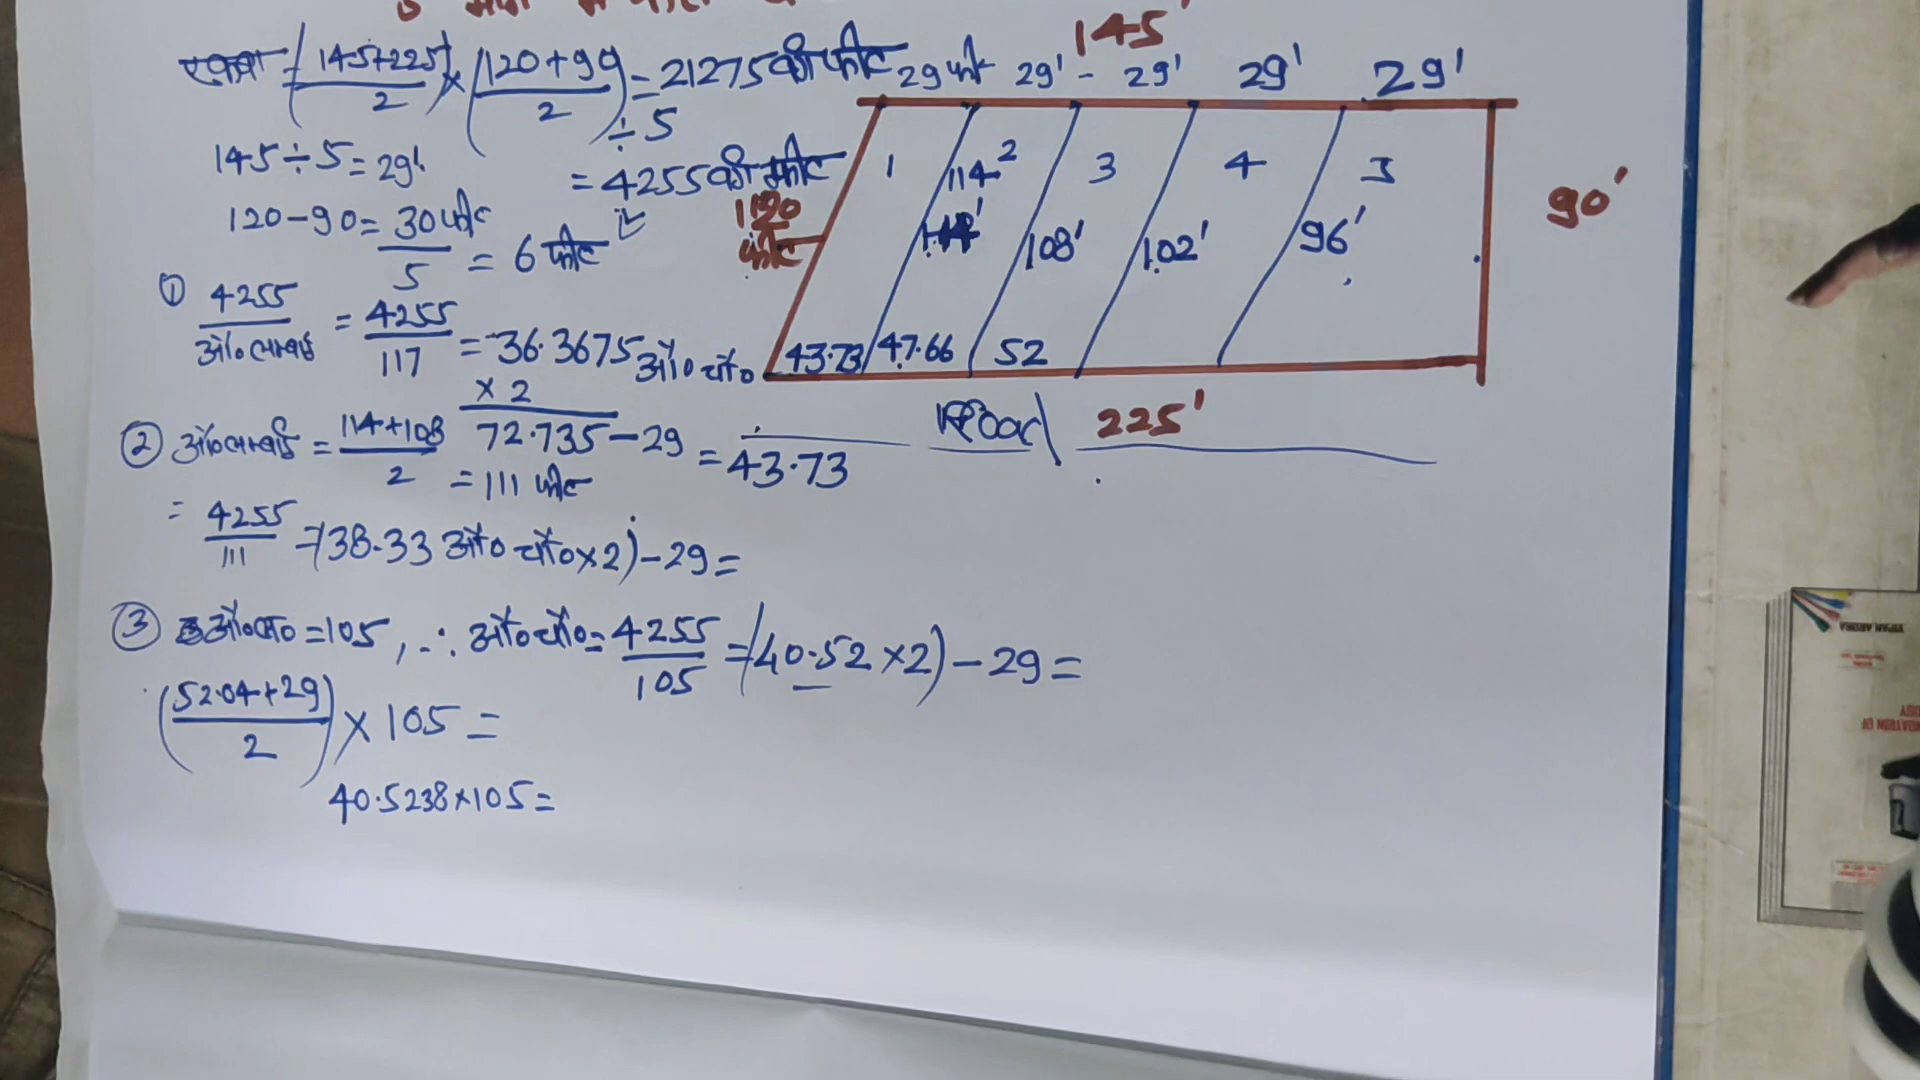 रकबा = (145+225)/2 × (120+90)/2 = 21275 वर्ग फीट
÷ 5
145 ÷ 5 = 29'
= 4255 वर्ग फीट
120-90 = 30 फीट / 5 = 6 फीट
① 4255/औ० लम्बाई = 4255/117 = 36.3675 औ० चौ०
× 2
72.735 - 29 = 43.73
② औ० लम्बाई = 114+108/2 = 111 फीट
= 4255/111 = (38.33 औ० चौ० × 2) - 29 =
③ औ० ल० = 105, ∴ औ० चौ० = 4255/105 = (40.52 × 2) - 29 =
(52.04+29)/2 × 105 =
40.5238 × 105 =
145'
29 फीट 29' - 29' 29' 29'
1 2 3 4 5
114
120 फीट
108' 102' 96' 90'
43.73 47.66 52
225'